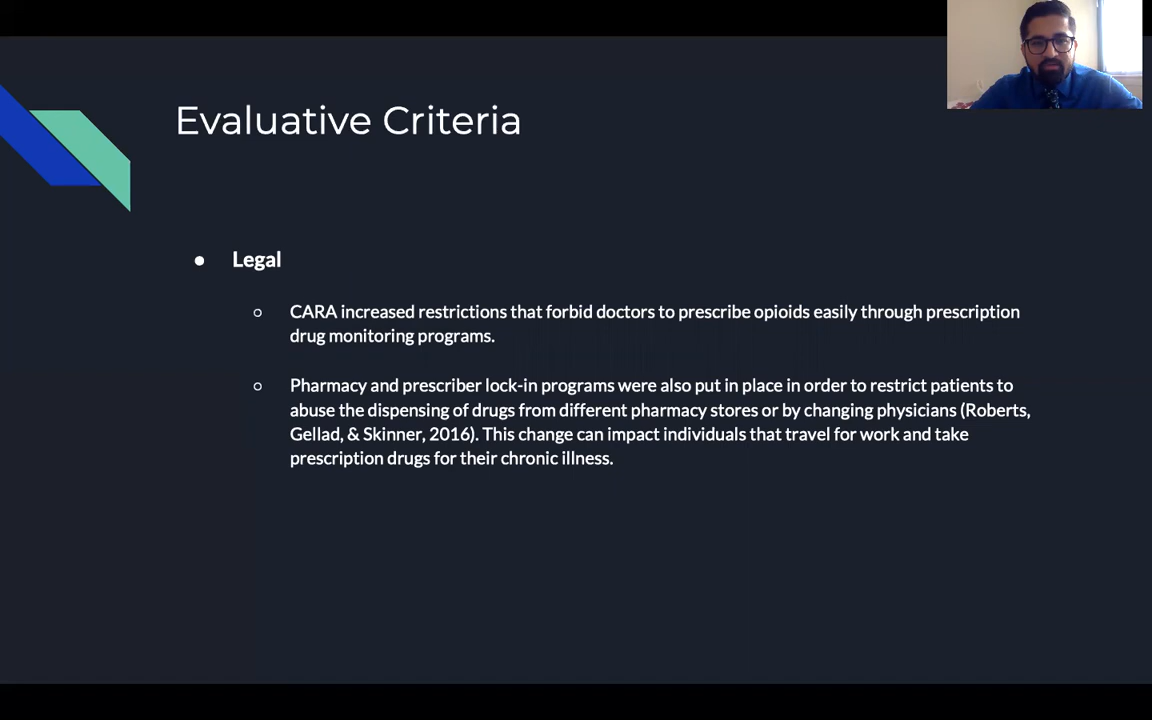 Evaluative Criteria
Legal
CARA increased restrictions that forbid doctors to prescribe opioids easily through prescription
drug monitoring programs.
Pharmacy and prescriber lock-in programs were also put in place in order to restrict patients to
abuse the dispensing of drugs from different pharmacy stores or by changing physicians (Roberts,
Gellad, & Skinner, 2016). This change can impact individuals that travel for work and take
prescription drugs for their chronic illness.